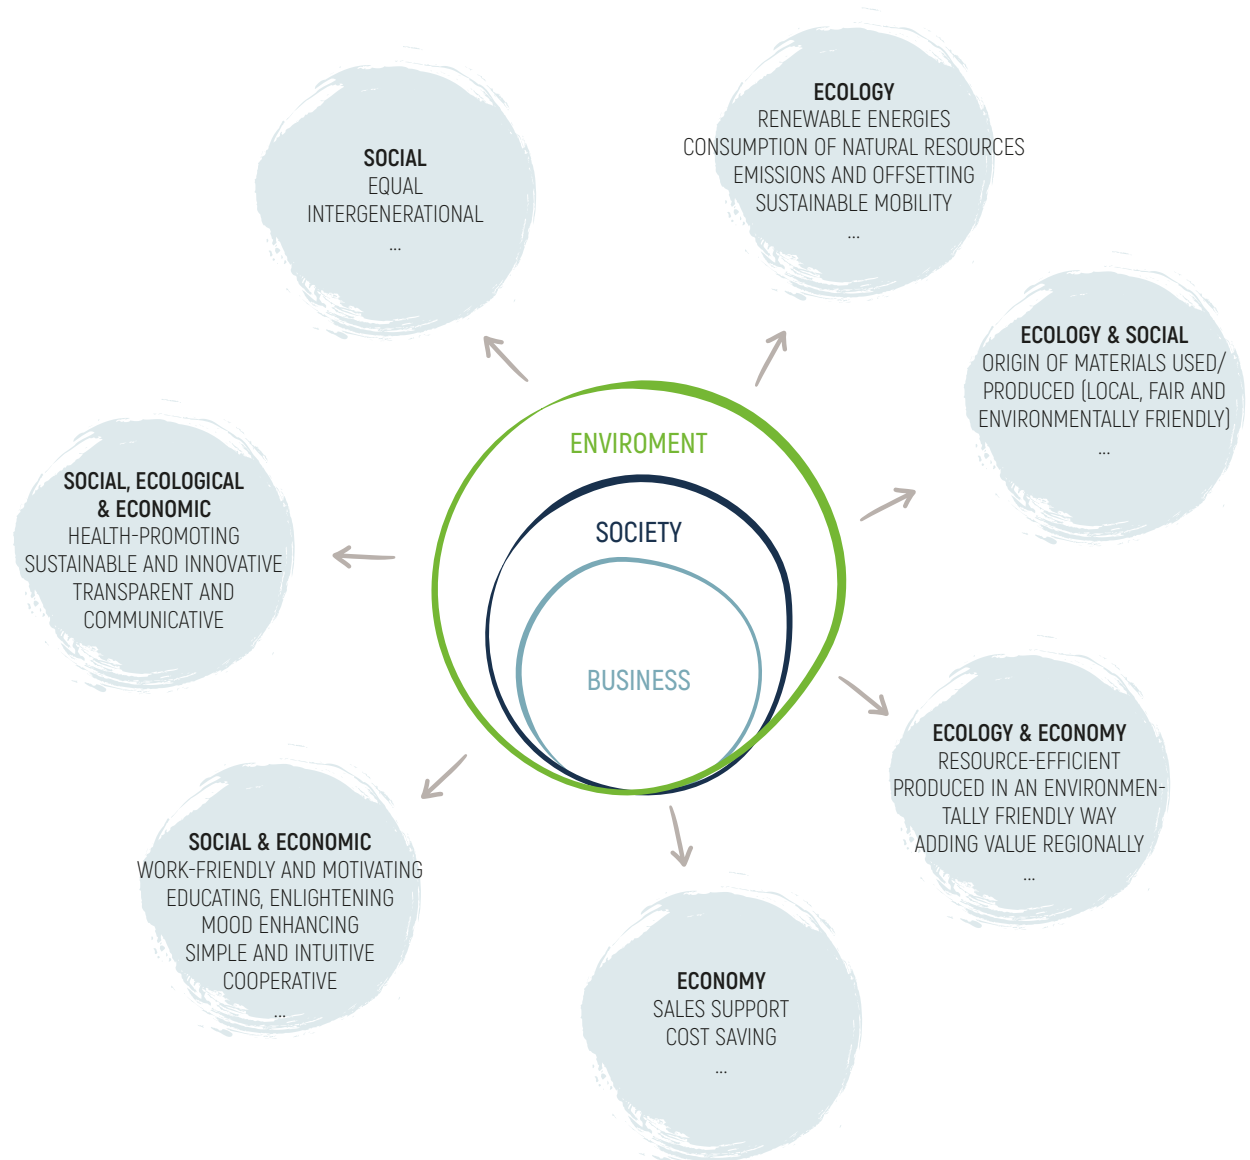 SOCIAL
EQUAL
INTERGENERATIONAL
...
ECOLOGY
RENEWABLE ENERGIES
CONSUMPTION OF NATURAL RESOURCES
EMISSIONS AND OFFSETTING
SUSTAINABLE MOBILITY
...
ECOLOGY & SOCIAL
ORIGIN OF MATERIALS USED/
PRODUCED (LOCAL, FAIR AND
ENVIRONMENTALLY FRIENDLY)
...
ENVIROMENT
SOCIETY
BUSINESS
SOCIAL, ECOLOGICAL
& ECONOMIC
HEALTH-PROMOTING
SUSTAINABLE AND INNOVATIVE
TRANSPARENT AND
COMMUNICATIVE
ECOLOGY & ECONOMY
RESOURCE-EFFICIENT
PRODUCED IN AN ENVIRONMEN-
TALLY FRIENDLY WAY
ADDING VALUE REGIONALLY
...
SOCIAL & ECONOMIC
WORK-FRIENDLY AND MOTIVATING
EDUCATING, ENLIGHTENING
MOOD ENHANCING
SIMPLE AND INTUITIVE
COOPERATIVE
...
ECONOMY
SALES SUPPORT
COST SAVING
...